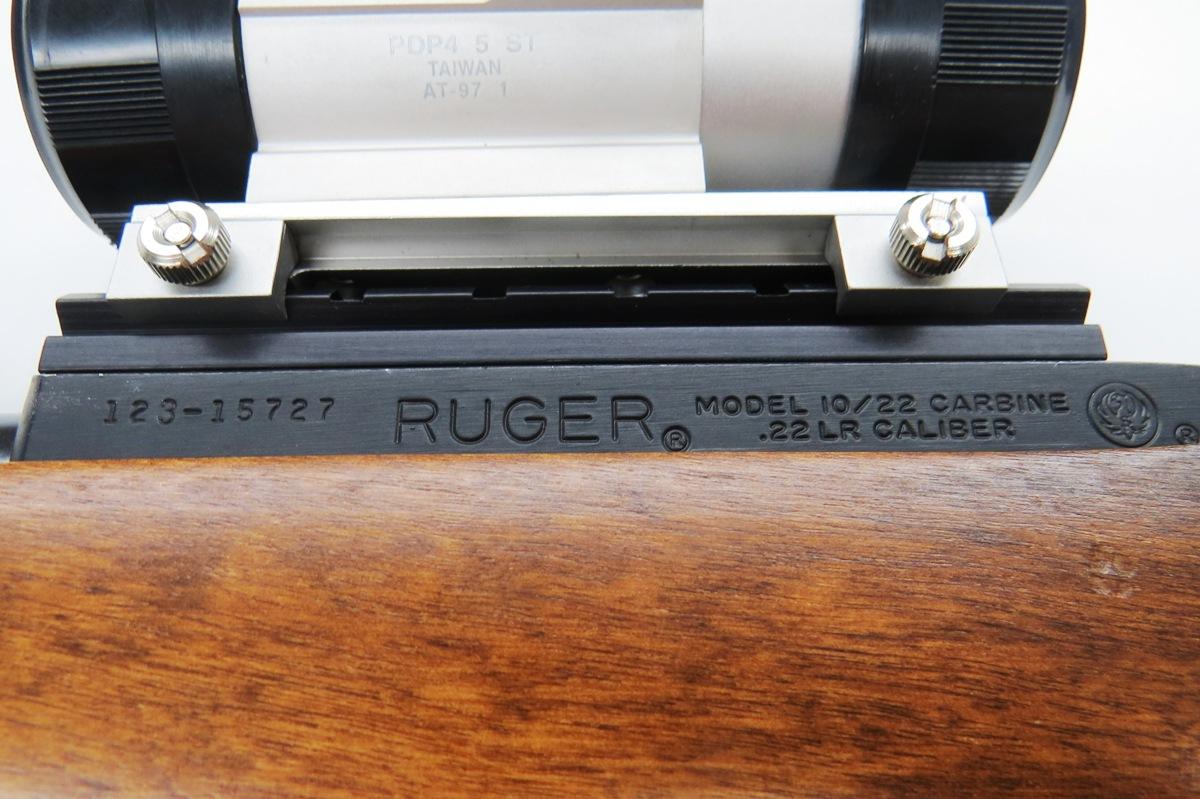 PDP4 5 ST
TAIWAN
AT-97 1
123-15727
RUGER®
MODEL 10/22 CARBINE
.22 LR CALIBER
®